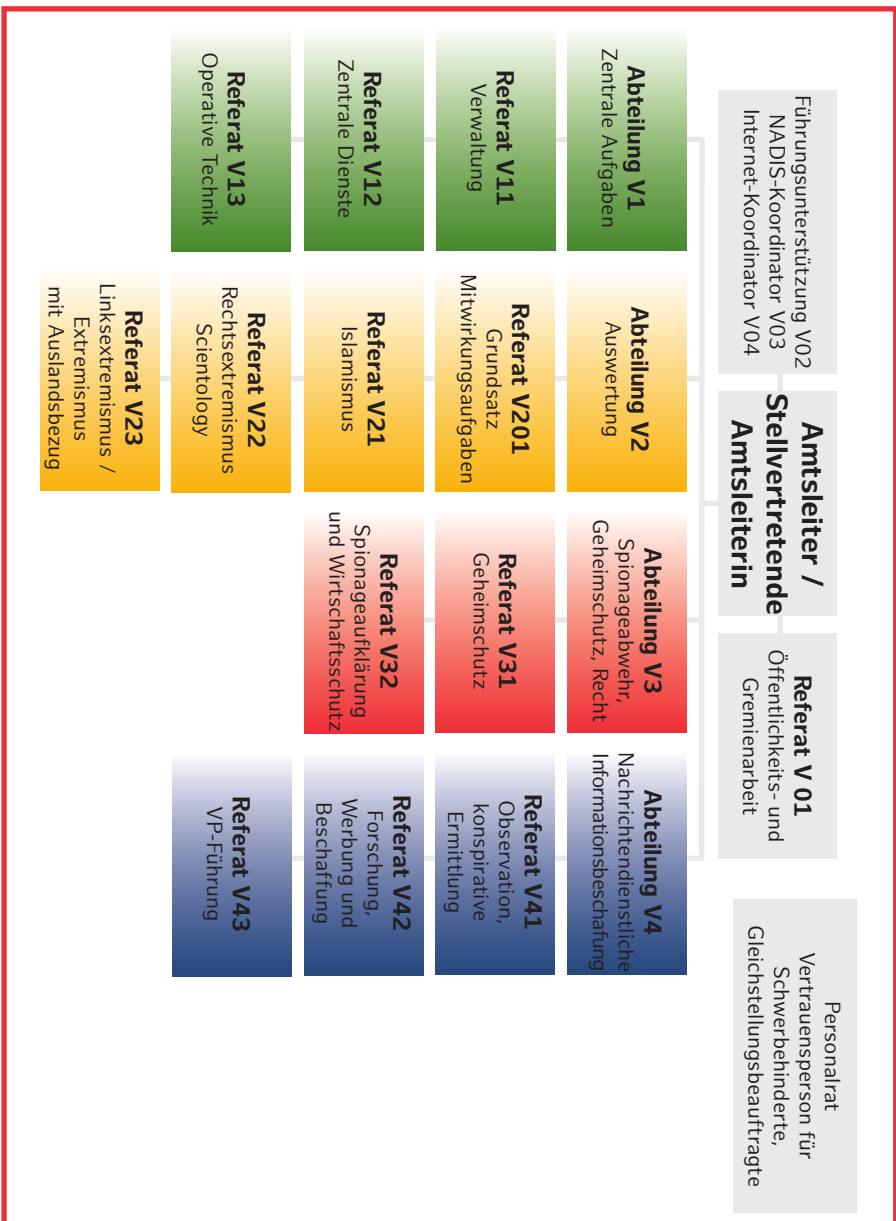 Führungsunterstützung V02
NADIS-Koordinator V03
Internet-Koordinator V04
Amtsleiter /
Stellvertretende
Amtsleiterin
Referat V 01
Öffentlichkeits- und
Gremienarbeit
Personalrat
Vertrauensperson für
Schwerbehinderte,
Gleichstellungsbeauftragte
Abteilung V1
Zentrale Aufgaben
Referat V11
Verwaltung
Referat V12
Zentrale Dienste
Referat V13
Operative Technik
Abteilung V2
Auswertung
Referat V201
Grundsatz
Mitwirkungsaufgaben
Referat V21
Islamismus
Referat V22
Rechtsextremismus
Scientology
Referat V23
Linksextremismus /
Extremismus
mit Auslandsbezug
Abteilung V3
Spionageabwehr,
Geheimschutz, Recht
Referat V31
Geheimschutz
Referat V32
Spionageaufklärung
und Wirtschaftsschutz
Abteilung V4
Nachrichtendienstliche
Informationsbeschafung
Referat V41
Observation,
konspirative
Ermittlung
Referat V42
Forschung,
Werbung und
Beschaffung
Referat V43
VP-Führung